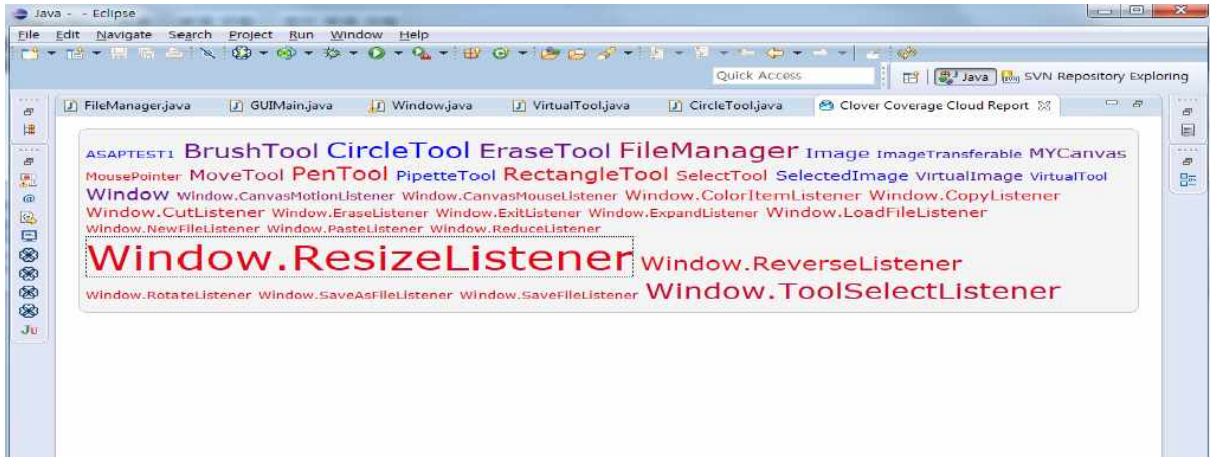 Java - - Eclipse
File Edit Navigate Search Project Run Window Help
Quick Access Java SVN Repository Exploring
FileManager.java GUIMain.java Window.java VirtualTool.java CircleTool.java Clover Coverage Cloud Report
ASAPTEST1 BrushTool CircleTool EraseTool FileManager Image ImageTransferable MYCanvas
MousePointer MoveTool PenTool PipetteTool RectangleTool SelectTool SelectedImage VirtualImage VirtualTool
Window Window.CanvasMotionListener Window.CanvasMouseListener Window.ColorItemListener Window.CopyListener
Window.CutListener Window.EraseListener Window.ExitListener Window.ExpandListener Window.LoadFileListener
Window.NewFileListener Window.PasteListener Window.ReduceListener
Window.ResizeListener Window.ReverseListener
Window.RotateListener Window.SaveAsFileListener Window.SaveFileListener Window.ToolSelectListener
JU